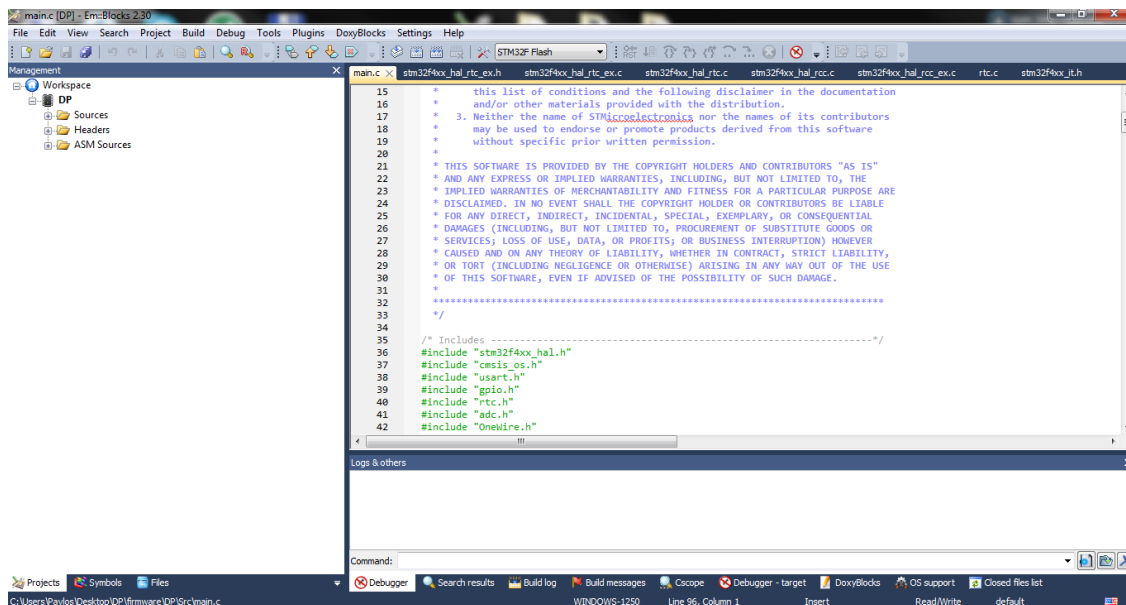 main.c [DP] - Em::Blocks 2.30
File Edit View Search Project Build Debug Tools Plugins DoxyBlocks Settings Help
STM32F Flash
Management
main.c stm32f4xx_hal_rtc_ex.h stm32f4xx_hal_rtc_ex.c stm32f4xx_hal_rtc.c stm32f4xx_hal_rcc.c stm32f4xx_hal_rcc_ex.c rtc.c stm32f4xx_it.h
Workspace
DP
Sources
Headers
ASM Sources
15 * this list of conditions and the following disclaimer in the documentation
16 * and/or other materials provided with the distribution.
17 * 3. Neither the name of STMicroelectronics nor the names of its contributors
18 * may be used to endorse or promote products derived from this software
19 * without specific prior written permission.
20 *
21 * THIS SOFTWARE IS PROVIDED BY THE COPYRIGHT HOLDERS AND CONTRIBUTORS "AS IS"
22 * AND ANY EXPRESS OR IMPLIED WARRANTIES, INCLUDING, BUT NOT LIMITED TO, THE
23 * IMPLIED WARRANTIES OF MERCHANTABILITY AND FITNESS FOR A PARTICULAR PURPOSE ARE
24 * DISCLAIMED. IN NO EVENT SHALL THE COPYRIGHT HOLDER OR CONTRIBUTORS BE LIABLE
25 * FOR ANY DIRECT, INDIRECT, INCIDENTAL, SPECIAL, EXEMPLARY, OR CONSEQUENTIAL
26 * DAMAGES (INCLUDING, BUT NOT LIMITED TO, PROCUREMENT OF SUBSTITUTE GOODS OR
27 * SERVICES; LOSS OF USE, DATA, OR PROFITS; OR BUSINESS INTERRUPTION) HOWEVER
28 * CAUSED AND ON ANY THEORY OF LIABILITY, WHETHER IN CONTRACT, STRICT LIABILITY,
29 * OR TORT (INCLUDING NEGLIGENCE OR OTHERWISE) ARISING IN ANY WAY OUT OF THE USE
30 * OF THIS SOFTWARE, EVEN IF ADVISED OF THE POSSIBILITY OF SUCH DAMAGE.
31 *
32 ******************************************************************************
33 */
34
35 /* Includes ------------------------------------------------------------------*/
36 #include "stm32f4xx_hal.h"
37 #include "cmsis_os.h"
38 #include "usart.h"
39 #include "gpio.h"
40 #include "rtc.h"
41 #include "adc.h"
42 #include "OneWire.h"
Logs & others
Command:
Projects Symbols Files
Debugger Search results Build log Build messages Cscope Debugger - target DoxyBlocks OS support Closed files list
C:\Users\Pavlos\Desktop\DP\firmware\DP\Src\main.c WINDOWS-1250 Line 96, Column 1 Insert Read/Write default